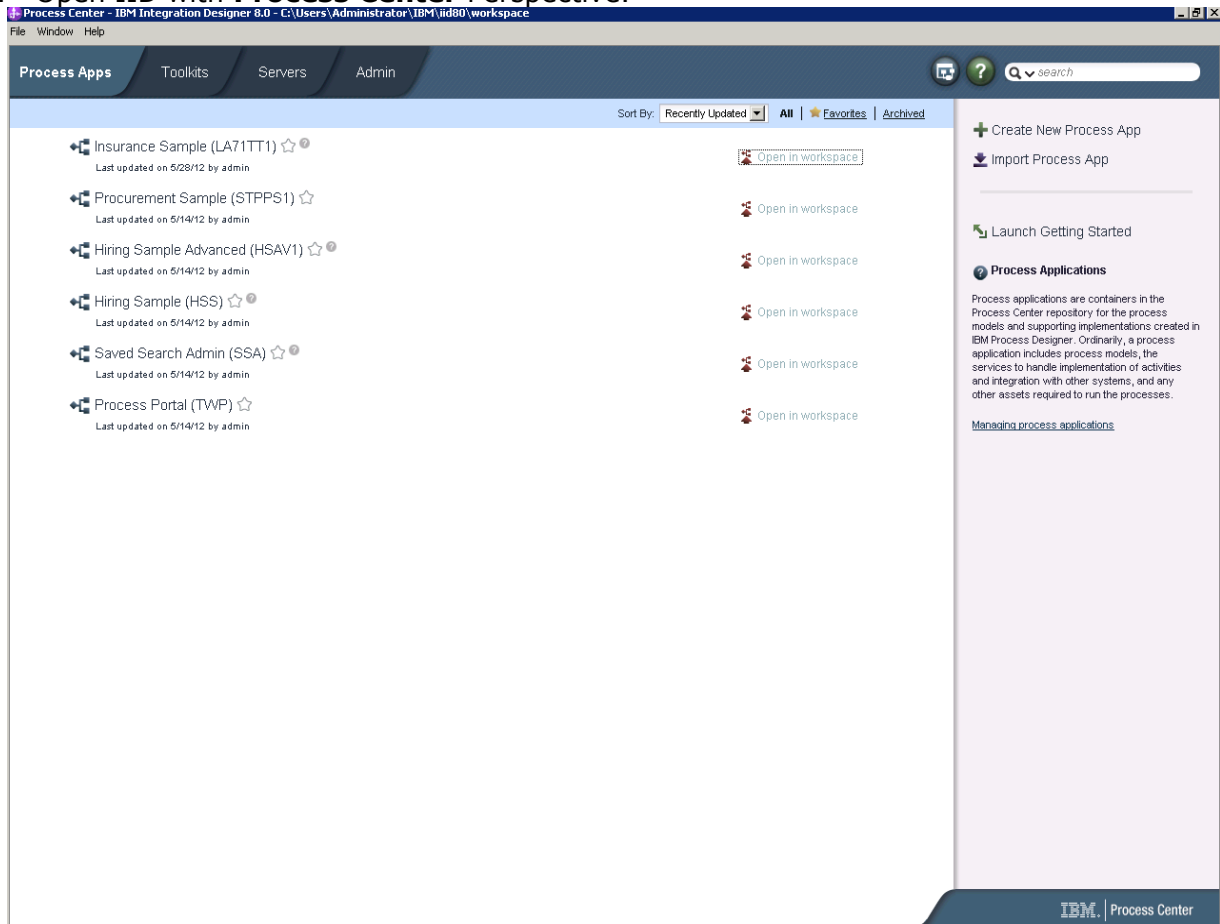 Open IID with Process Center Perspective.
Process Center - IBM Integration Designer 8.0 - C:\Users\Administrator\IBM\iid80\workspace
File Window Help
Process Apps Toolkits Servers Admin
search
Sort By: Recently Updated All | Favorites | Archived
Insurance Sample (LA71TT1)
Last updated on 5/28/12 by admin
Open in workspace
Procurement Sample (STPPS1)
Last updated on 5/14/12 by admin
Open in workspace
Hiring Sample Advanced (HSAV1)
Last updated on 5/14/12 by admin
Open in workspace
Hiring Sample (HSS)
Last updated on 5/14/12 by admin
Open in workspace
Saved Search Admin (SSA)
Last updated on 5/14/12 by admin
Open in workspace
Process Portal (TWP)
Last updated on 5/14/12 by admin
Open in workspace
Create New Process App
Import Process App
Launch Getting Started
Process Applications
Process applications are containers in the
Process Center repository for the process
models and supporting implementations created in
IBM Process Designer. Ordinarily, a process
application includes process models, the
services to handle implementation of activities
and integration with other systems, and any
other assets required to run the processes.
Managing process applications
IBM. | Process Center